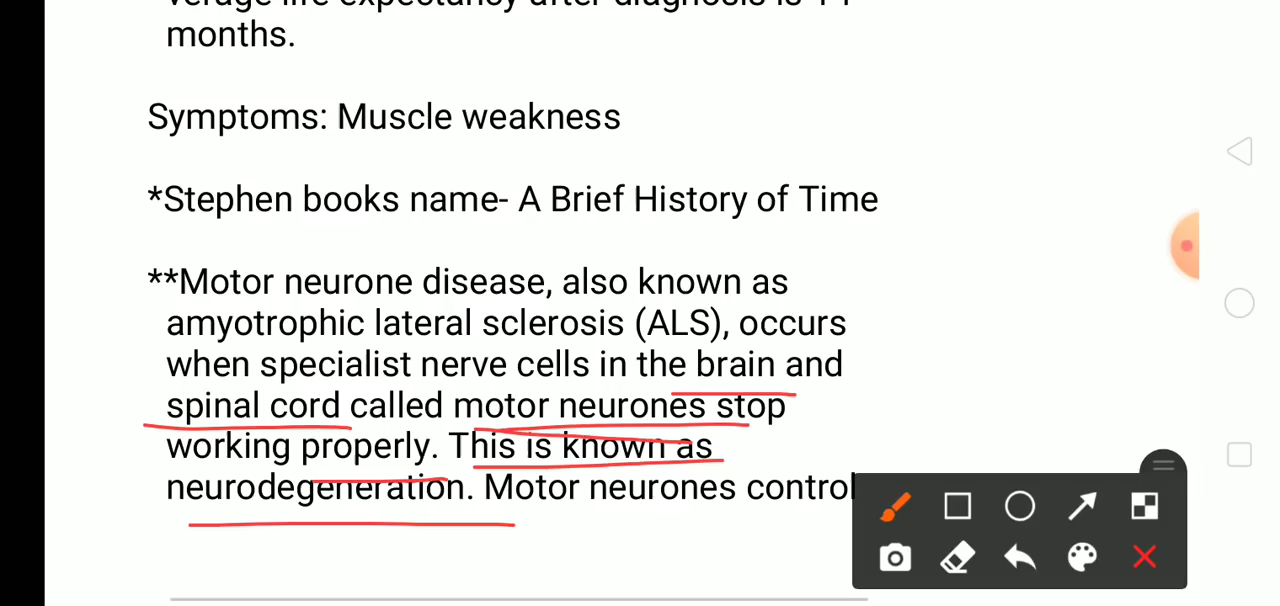 months.
Symptoms: Muscle weakness
*Stephen books name- A Brief History of Time
**Motor neurone disease, also known as
amyotrophic lateral sclerosis (ALS), occurs
when specialist nerve cells in the brain and
spinal cord called motor neurones stop
working properly. This is known as
neurodegeneration. Motor neurones control